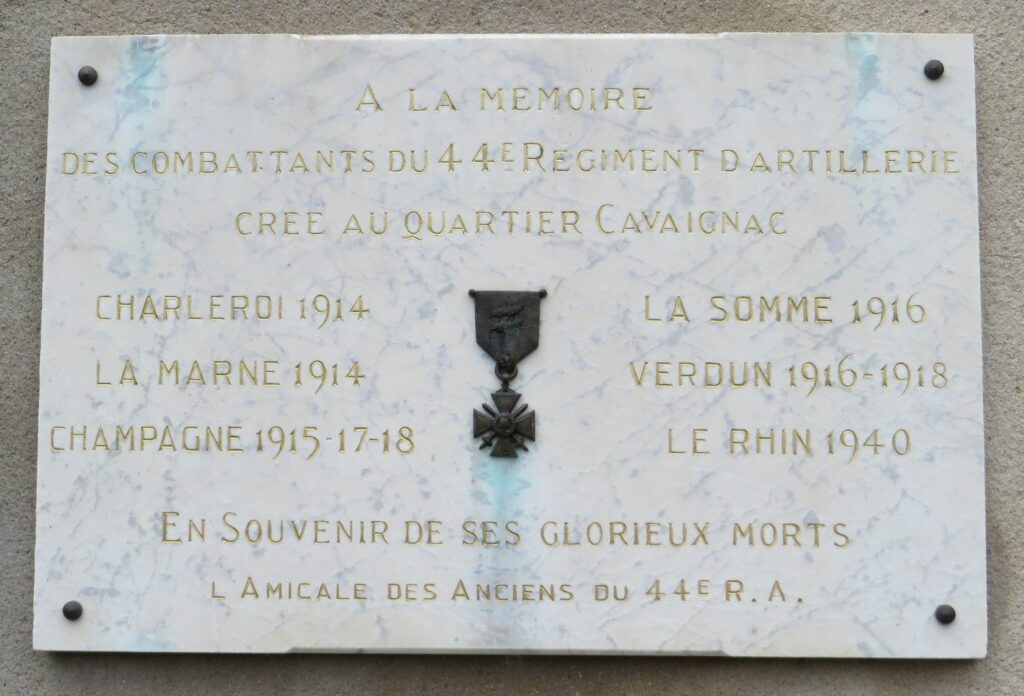 A LA MEMOIRE
DES COMBATTANTS DU 44E REGIMENT D'ARTILLERIE
CREE AU QUARTIER CAVAIGNAC
CHARLEROI 1914
LA MARNE 1914
CHAMPAGNE 1915-17-18
LA SOMME 1916
VERDUN 1916-1918
LE RHIN 1940
EN SOUVENIR DE SES GLORIEUX MORTS
L'AMICALE DES ANCIENS DU 44E R.A.